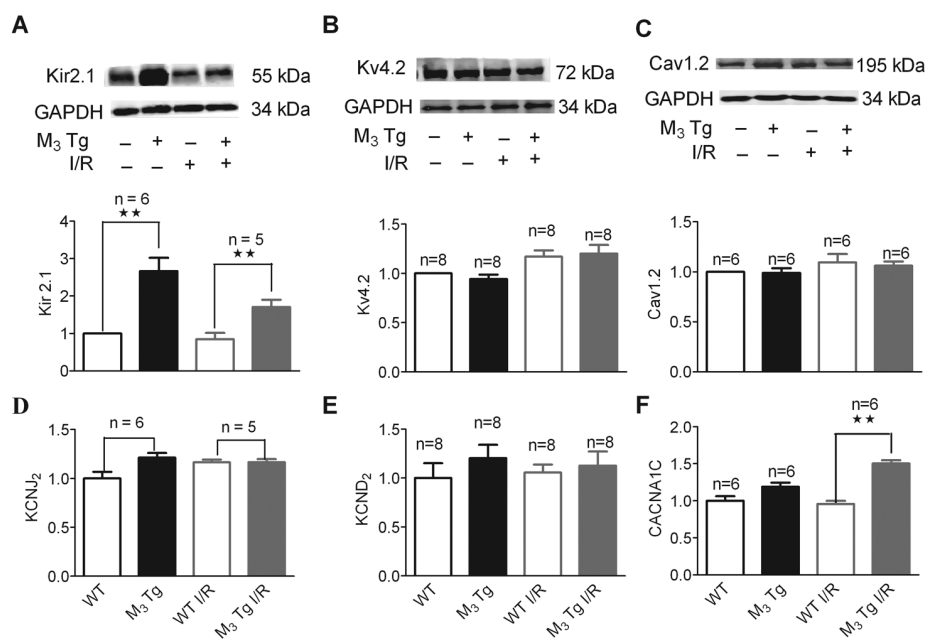 A
Kir2.1 55 kDa
GAPDH 34 kDa
M₃ Tg – + – +
I/R – – + +
n = 6
★★
n = 5
★★
Kir 2.1
4
3
2
1
0
B
Kv4.2 72 kDa
GAPDH 34 kDa
M₃ Tg – + – +
I/R – – + +
n=8 n=8 n=8 n=8
Kv4.2
1.5
1.0
0.5
0.0
C
Cav1.2 195 kDa
GAPDH 34 kDa
M₃ Tg – + – +
I/R – – + +
n=6 n=6 n=6 n=6
Cav1.2
1.5
1.0
0.5
0.0
D
n = 6 n = 5
KCNJ₂
1.5
1.0
0.5
0.0
WT M₃ Tg WT I/R M₃ Tg I/R
E
n=8 n=8 n=8 n=8
KCND₂
1.5
1.0
0.5
0.0
WT M₃ Tg WT I/R M₃ Tg I/R
F
n=6
★★
n=6 n=6
CACNA1C
2.0
1.5
1.0
0.5
0.0
WT M₃ Tg WT I/R M₃ Tg I/R